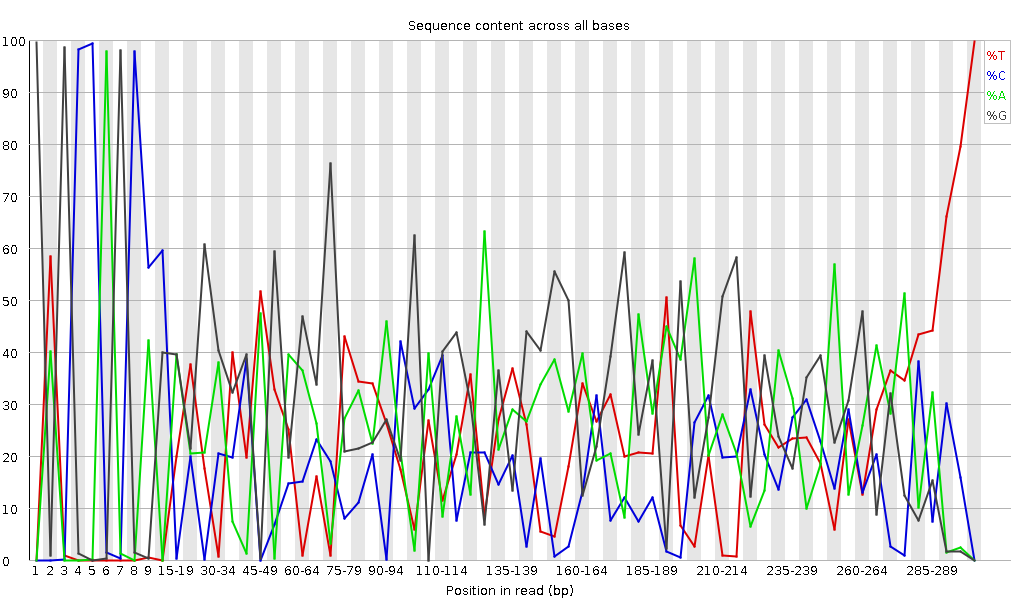 Sequence content across all bases
100
90
80
70
60
50
40
30
20
10
0
%T
%C
%A
%G
1 2 3 4 5 6 7 8 9 15-19 30-34 45-49 60-64 75-79 90-94 110-114 135-139 160-164 185-189 210-214 235-239 260-264 285-289
Position in read (bp)